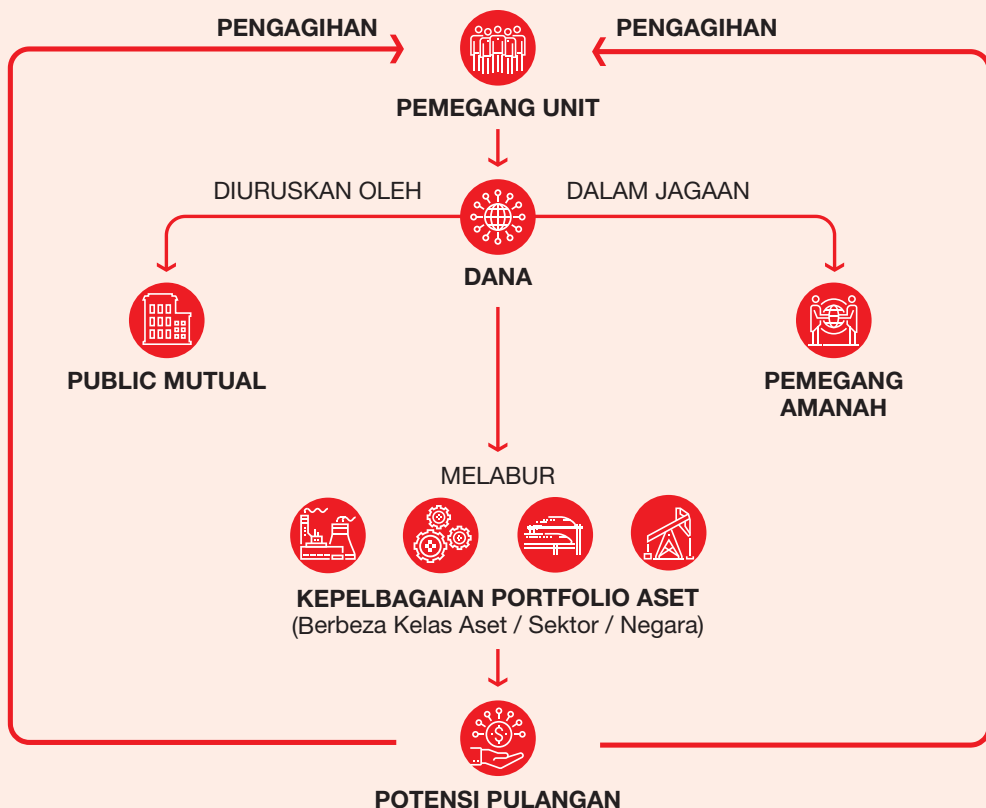 PENGAGIHAN
PENGAGIHAN
PEMEGANG UNIT
DIURUSKAN OLEH
DALAM JAGAAN
DANA
PUBLIC MUTUAL
PEMEGANG
AMANAH
MELABUR
KEPELBAGAIAN PORTFOLIO ASET
(Berbeza Kelas Aset / Sektor / Negara)
$
POTENSI PULANGAN